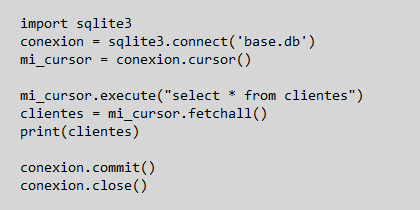 import sqlite3
conexion = sqlite3.connect('base.db')
mi_cursor = conexion.cursor()
mi_cursor.execute("select * from clientes")
clientes = mi_cursor.fetchall()
print(clientes)
conexion.commit()
conexion.close()